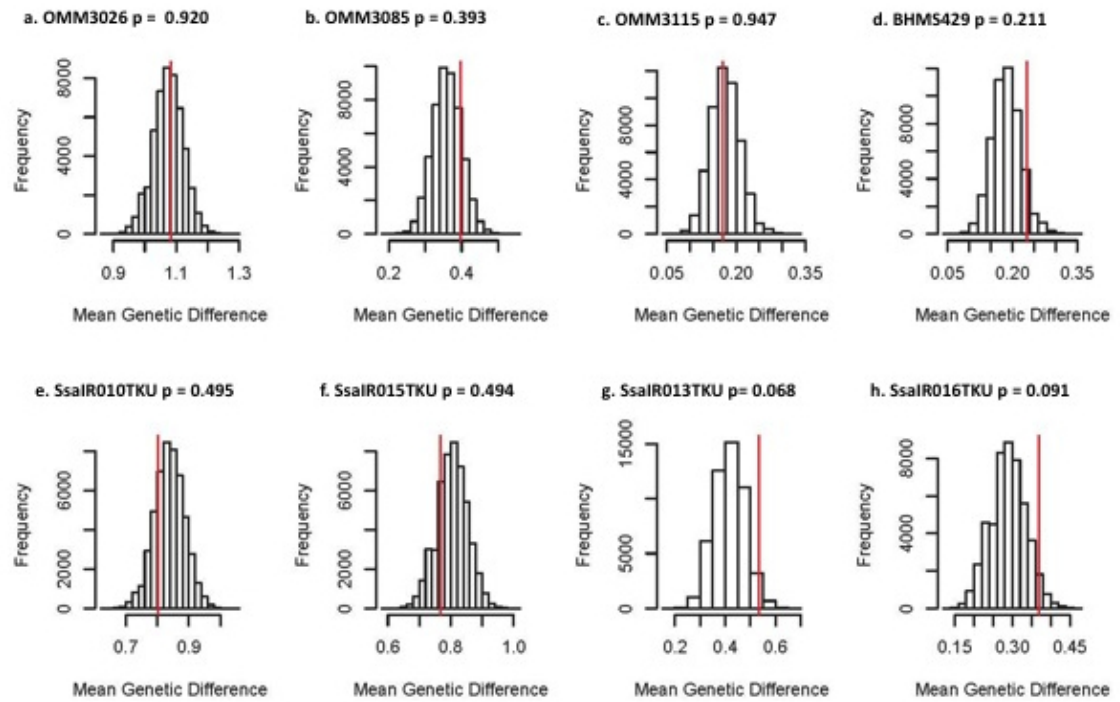 a. OMM3026 p = 0.920
b. OMM3085 p = 0.393
c. OMM3115 p = 0.947
d. BHMS429 p = 0.211
Frequency
0 4000 8000
0.9 1.1 1.3
Mean Genetic Difference
Frequency
0 4000 8000
0.2 0.4
Mean Genetic Difference
Frequency
0 4000 8000
0.05 0.20 0.35
Mean Genetic Difference
Frequency
0 4000 8000
0.05 0.20 0.35
Mean Genetic Difference
e. SsaIR010TKU p = 0.495
f. SsaIR015TKU p = 0.494
g. SsaIR013TKU p= 0.068
h. SsaIR016TKU p = 0.091
Frequency
0 2000 6000
0.7 0.9
Mean Genetic Difference
Frequency
0 2000 6000
0.6 0.8 1.0
Mean Genetic Difference
Frequency
0 5000 15000
0.2 0.4 0.6
Mean Genetic Difference
Frequency
0 4000 8000
0.15 0.30 0.45
Mean Genetic Difference